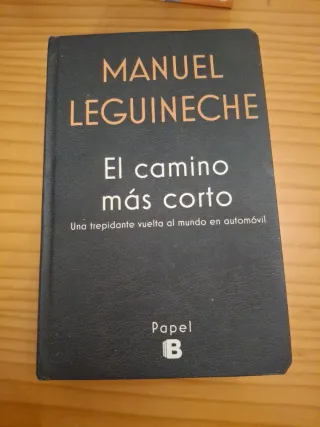 MANUEL
LEGUINECHE
El camino
más corto
Una trepidante vuelta al mundo en automóvil
Papel
B